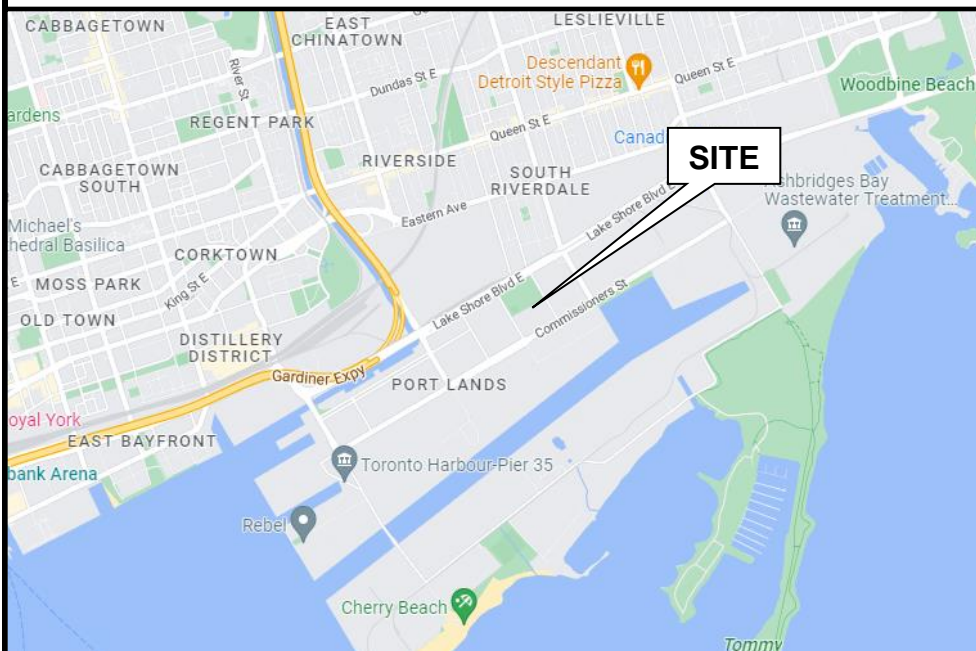 CABBAGETOWN
EAST
CHINATOWN
LESLIEVILLE
Descendant
Detroit Style Pizza
Dundas St E
Queen St E
River St
Woodbine Beach
ardens
REGENT PARK
Queen St E
Canad
SITE
RIVERSIDE
CABBAGETOWN
SOUTH
SOUTH
RIVERDALE
Lake Shore Blvd E
shbridges Bay
Wastewater Treatment...
Eastern Ave
Michael's
hedral Basilica
CORKTOWN
E
MOSS PARK
King St E
Lake Shore Blvd E
Commissioners St
OLD TOWN
DISTILLERY
DISTRICT
Gardiner Expy
PORT LANDS
oyal York
EAST BAYFRONT
bank Arena
Toronto Harbour-Pier 35
Rebel
Cherry Beach
Tommy